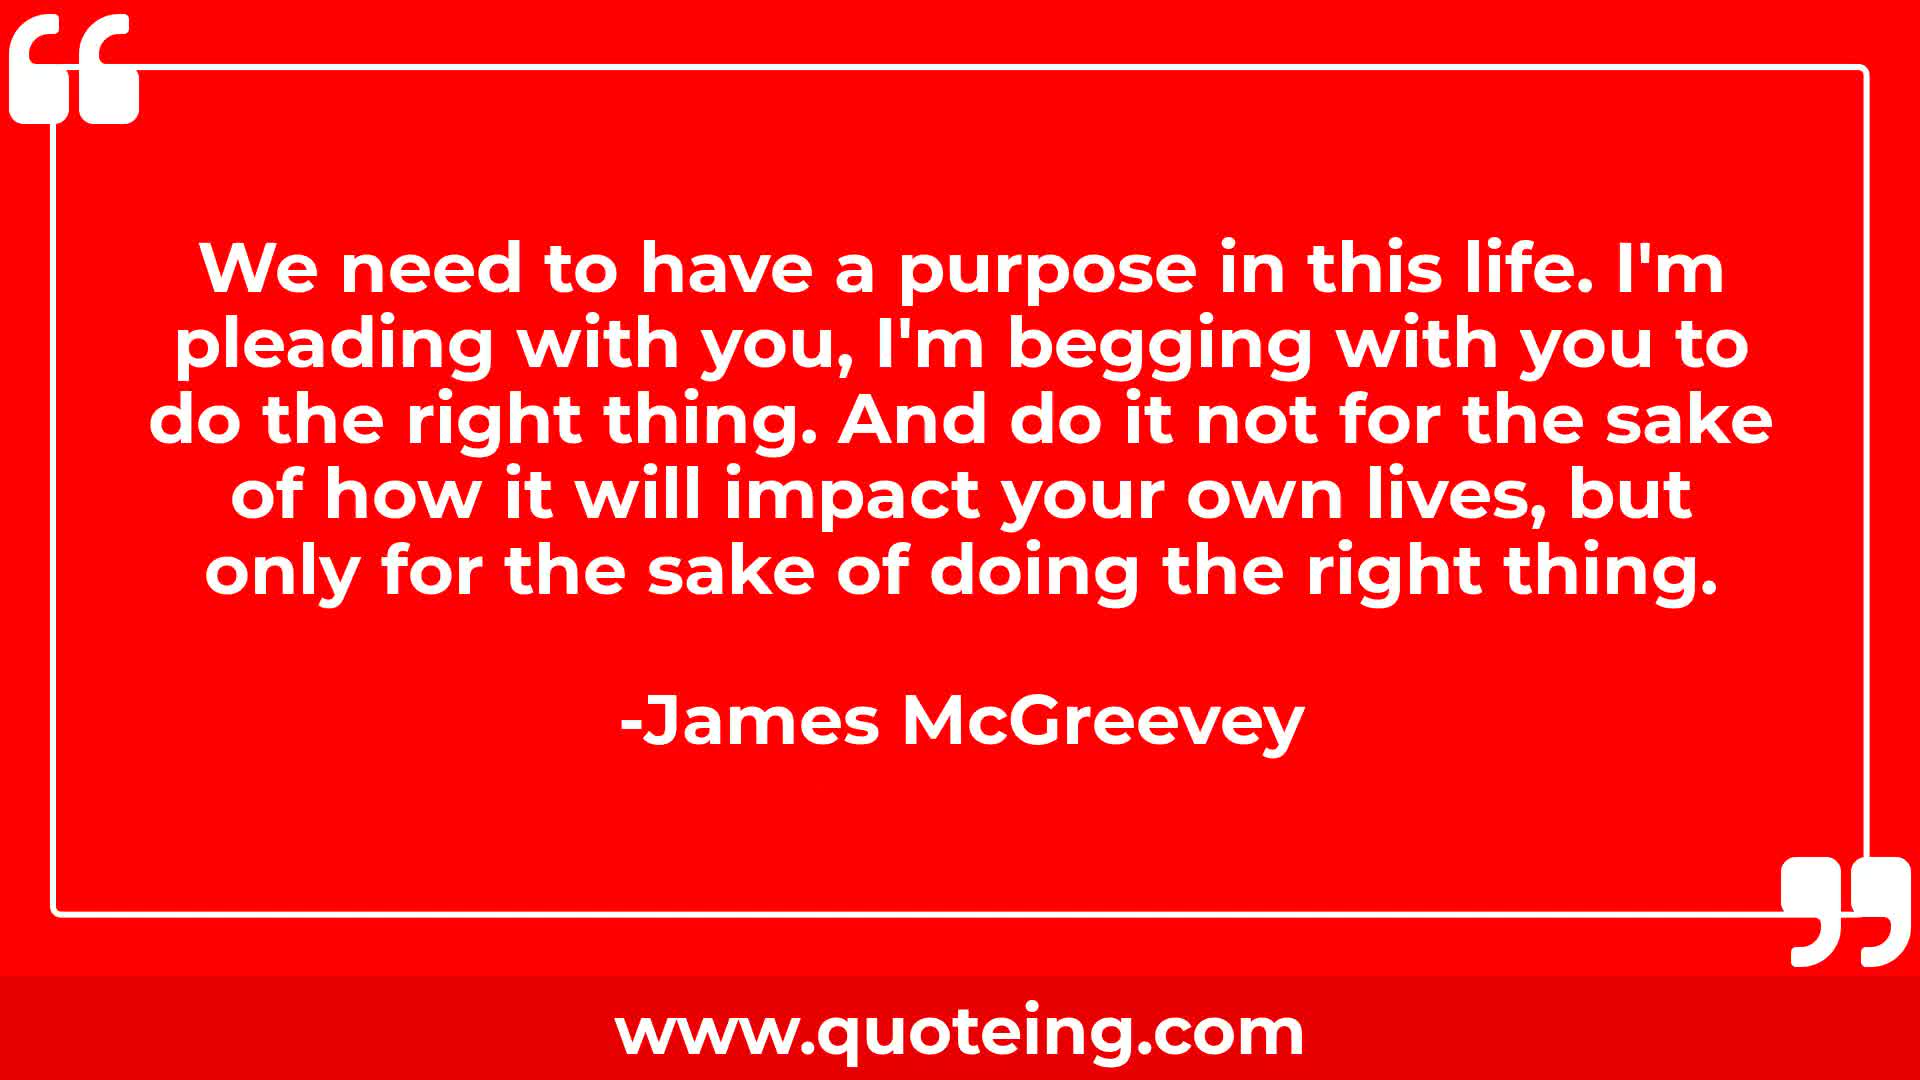 We need to have a purpose in this life. I'm
pleading with you, I'm begging with you to
do the right thing. And do it not for the sake
of how it will impact your own lives, but
only for the sake of doing the right thing.
-James McGreevey
www.quoteing.com